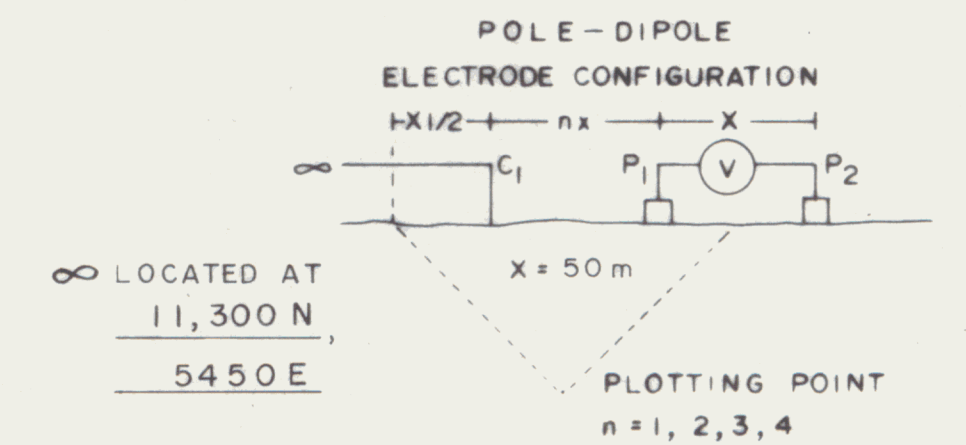 POLE-DIPOLE
ELECTRODE CONFIGURATION
X1/2 nx X
∞ C1 P1 V P2
X = 50 m
∞ LOCATED AT
11,300 N,
5450 E
PLOTTING POINT
n = 1, 2, 3, 4